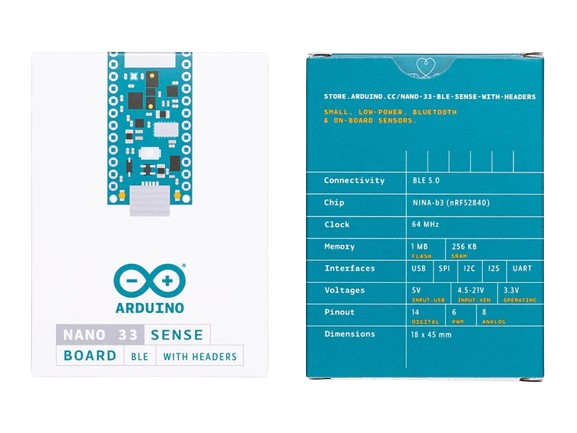 ARDUINO
NANO 33 SENSE
BOARD BLE WITH HEADERS
STORE.ARDUINO.CC/NANO-33-BLE-SENSE-WITH-HEADERS
SMALL, LOW-POWER, BLUETOOTH
& ON-BOARD SENSORS.
Connectivity BLE 5.0
Chip NINA-b3 (nRF52840)
Clock 64 MHz
Memory 1 MB 256 KB
FLASH SRAM
Interfaces USB SPI I2C I2S UART
Voltages 5V 4.5-21V 3.3V
INPUT-USB INPUT-VIN OPERATING
Pinout 14 6 8
DIGITAL PWM ANALOG
Dimensions 18 x 45 mm